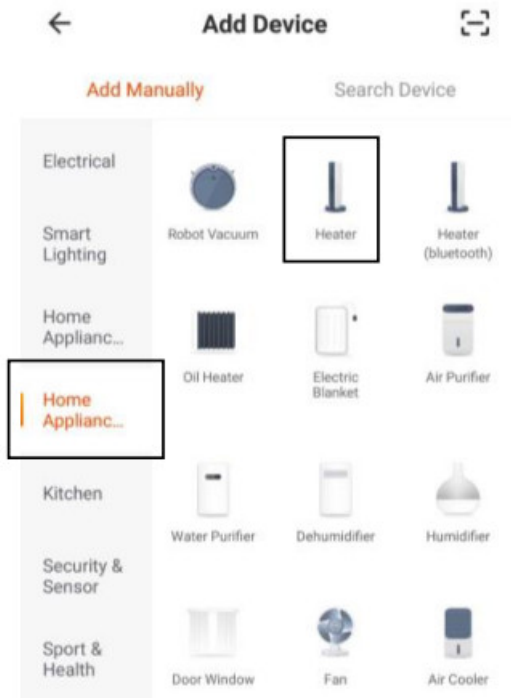 Add Device
Add Manually
Search Device
Electrical
Smart
Lighting
Home
Applianc...
Home
Applianc...
Kitchen
Security &
Sensor
Sport &
Health
Robot Vacuum
Heater
Heater
(bluetooth)
Oil Heater
Electric
Blanket
Air Purifier
Water Purifier
Dehumidifier
Humidifier
Door Window
Fan
Air Cooler